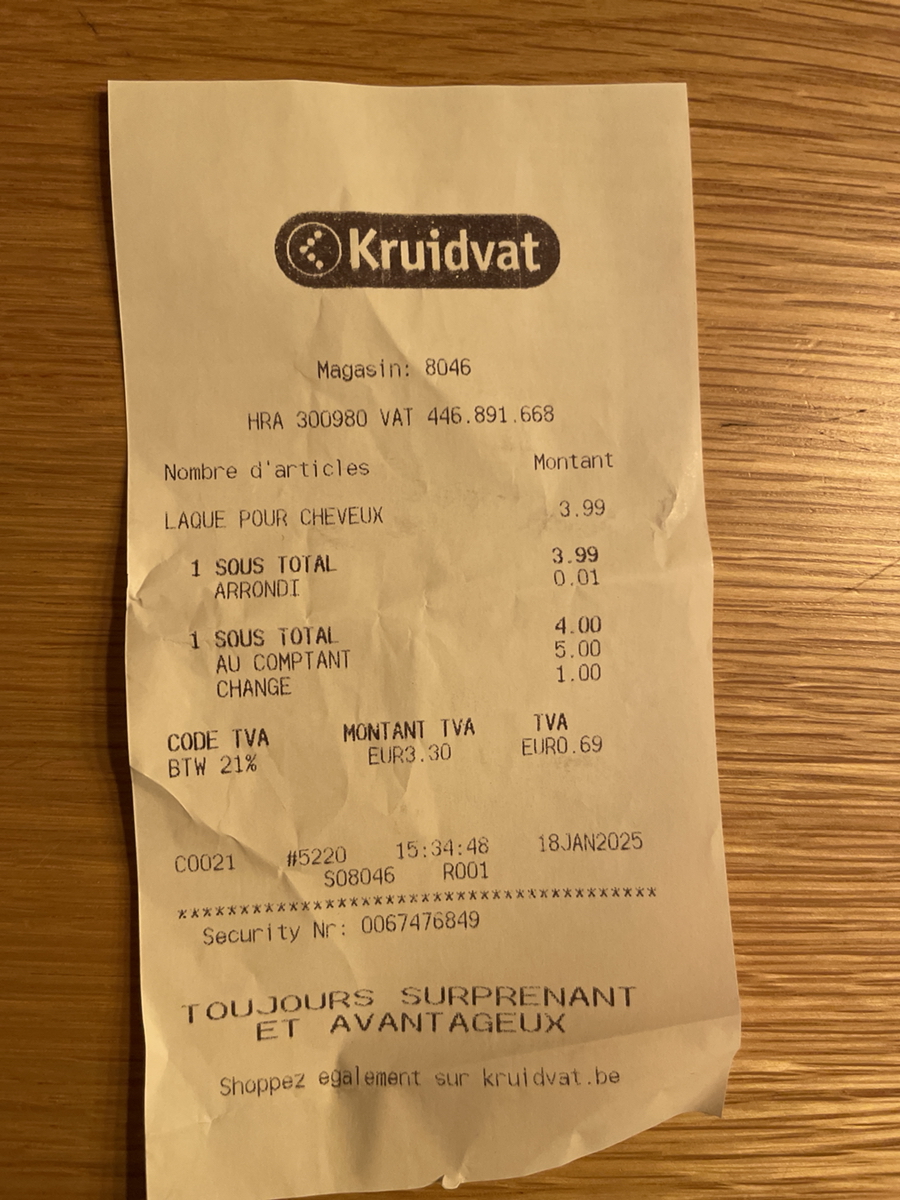 Kruidvat
Magasin: 8046
HRA 300980 VAT 446.891.668
Nombre d'articles Montant
LAQUE POUR CHEVEUX 3.99
1 SOUS TOTAL 3.99
ARRONDI 0.01
1 SOUS TOTAL 4.00
AU COMPTANT 5.00
CHANGE 1.00
CODE TVA MONTANT TVA TVA
BTW 21% EUR3.30 EUR0.69
C0021 #5220 15:34:48 18JAN2025
S08046 R001
***************************************
Security Nr: 0067476849
TOUJOURS SURPRENANT
ET AVANTAGEUX
Shoppez egalement sur kruidvat.be